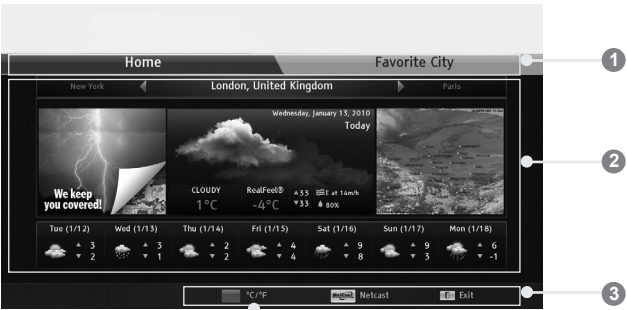 Home
Favorite City
1
New York
London, United Kingdom
Paris
2
Wednesday, January 13, 2010
Today
We keep
you covered!
CLOUDY
1°C
RealFeel®
-4°C
▲33
▼33
E at 14m/h
80%
Tue (1/12)
Wed (1/13)
Thu (1/14)
Fri (1/15)
Sat (1/16)
Sun (1/17)
Mon (1/18)
▲ 3
▼ 2
▲ 3
▼ 1
▲ 2
▼ 2
▲ 4
▼ 4
▲ 9
▼ 8
▲ 9
▼ 3
▲ 6
▼ -1
°C/°F
NetCast
Netcast
Exit
3